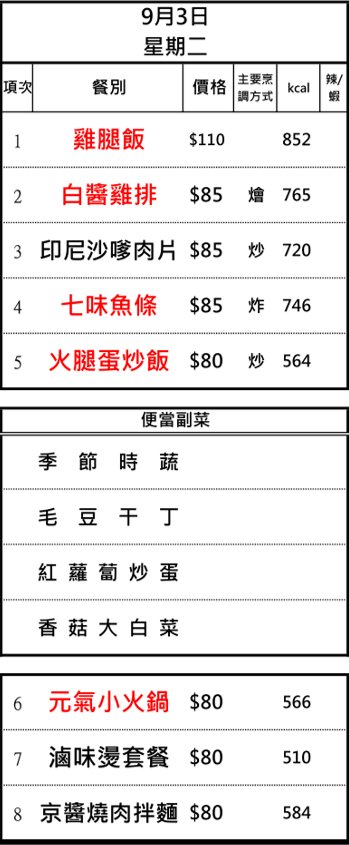 9月3日
星期二
項次 餐別 價格 主要烹調方式 kcal 辣/蝦
1 雞腿飯 $110 852
2 白醬雞排 $85 燴 765
3 印尼沙嗲肉片 $85 炒 720
4 七味魚條 $85 炸 746
5 火腿蛋炒飯 $80 炒 564
便當副菜
季節時蔬
毛豆干丁
紅蘿蔔炒蛋
香菇大白菜
6 元氣小火鍋 $80 566
7 滷味燙套餐 $80 510
8 京醬燒肉拌麵 $80 584